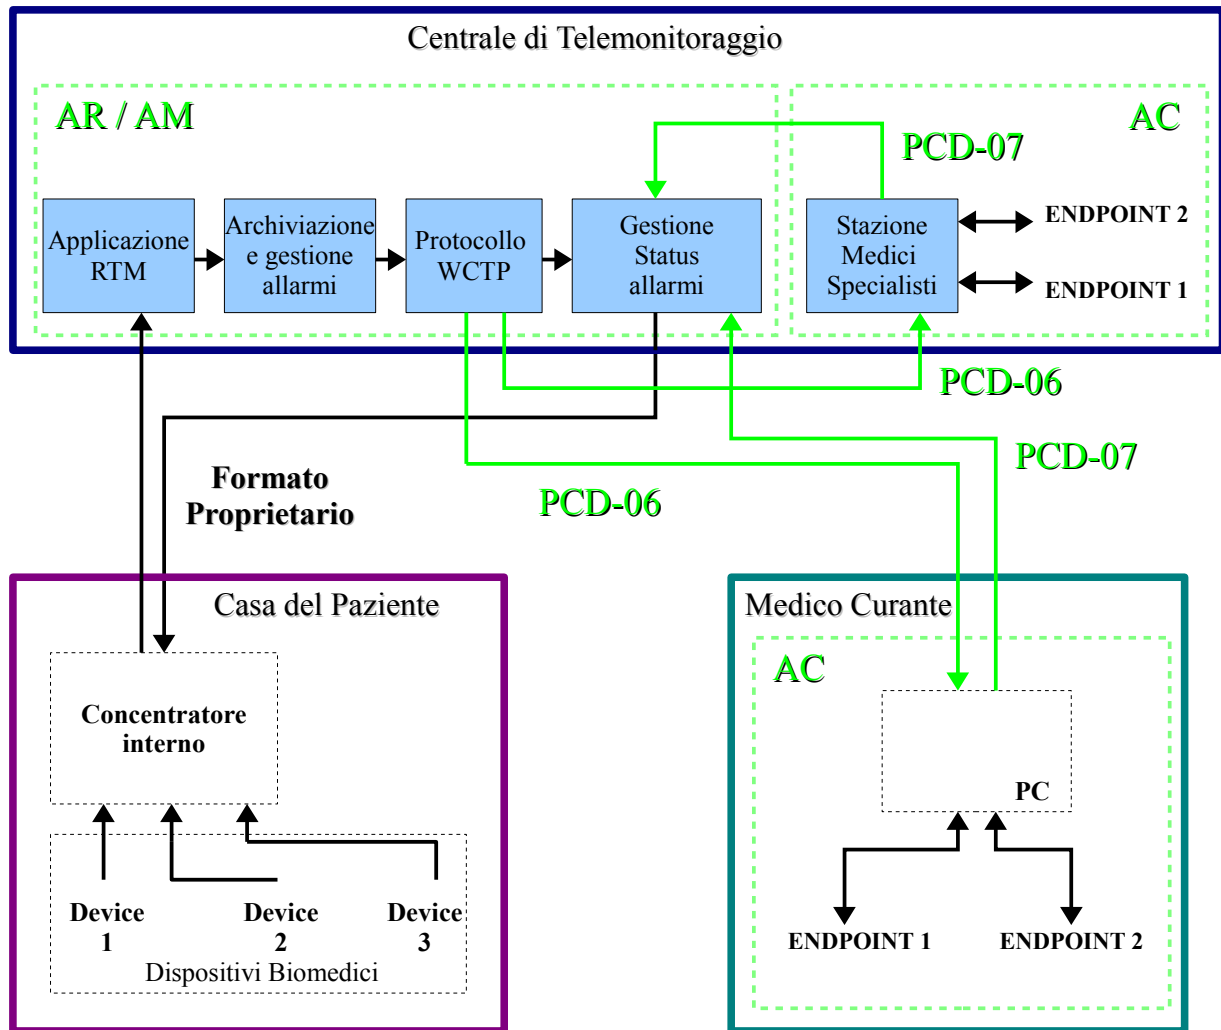 Centrale di Telemonitoraggio
AR / AM
AC
PCD-07
Applicazione
RTM
Archiviazione
e gestione
allarmi
Protocollo
WCTP
Gestione
Status
allarmi
Stazione
Medici
Specialisti
ENDPOINT 2
ENDPOINT 1
PCD-06
PCD-07
Formato
Proprietario
PCD-06
Casa del Paziente
Concentratore
interno
Device
1
Device
2
Device
3
Dispositivi Biomedici
Medico Curante
AC
PC
ENDPOINT 1
ENDPOINT 2